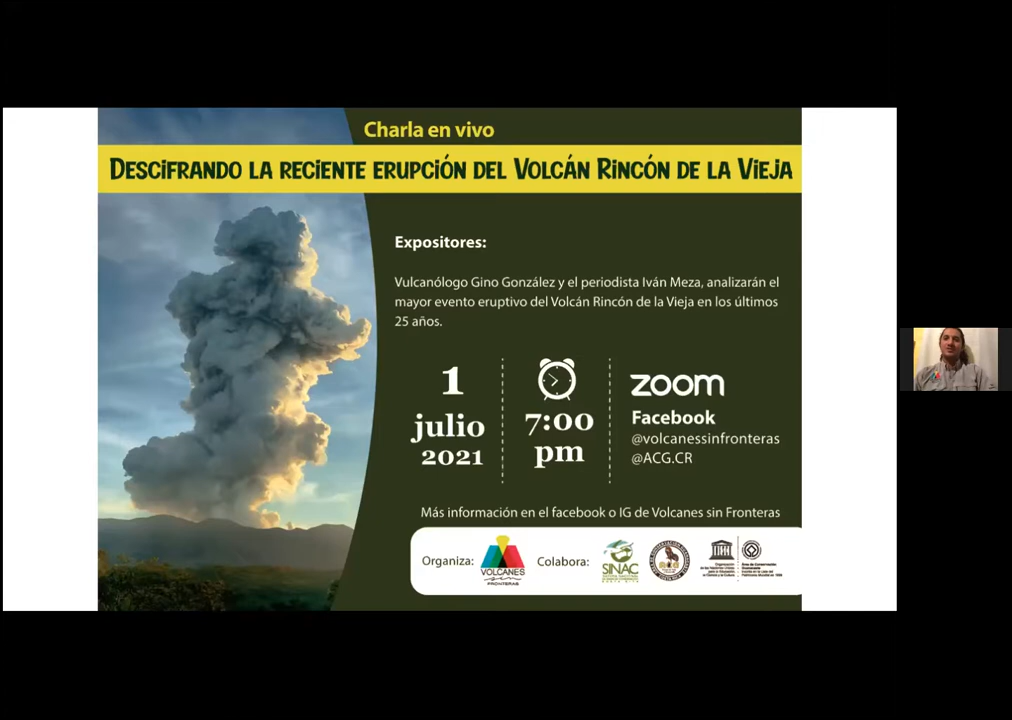 Charla en vivo
Descifrando la reciente erupción del Volcán Rincón de la Vieja
Expositores:
Vulcanólogo Gino González y el periodista Iván Meza, analizarán el
mayor evento eruptivo del Volcán Rincón de la Vieja en los últimos
25 años.
1
julio
2021
7:00
pm
zoom
Facebook
@volcanessinfronteras
@ACG.CR
Más información en el facebook o IG de Volcanes sin Fronteras
Organiza:
VOLCANES
sin
FRONTERAS
Colabora:
SINAC